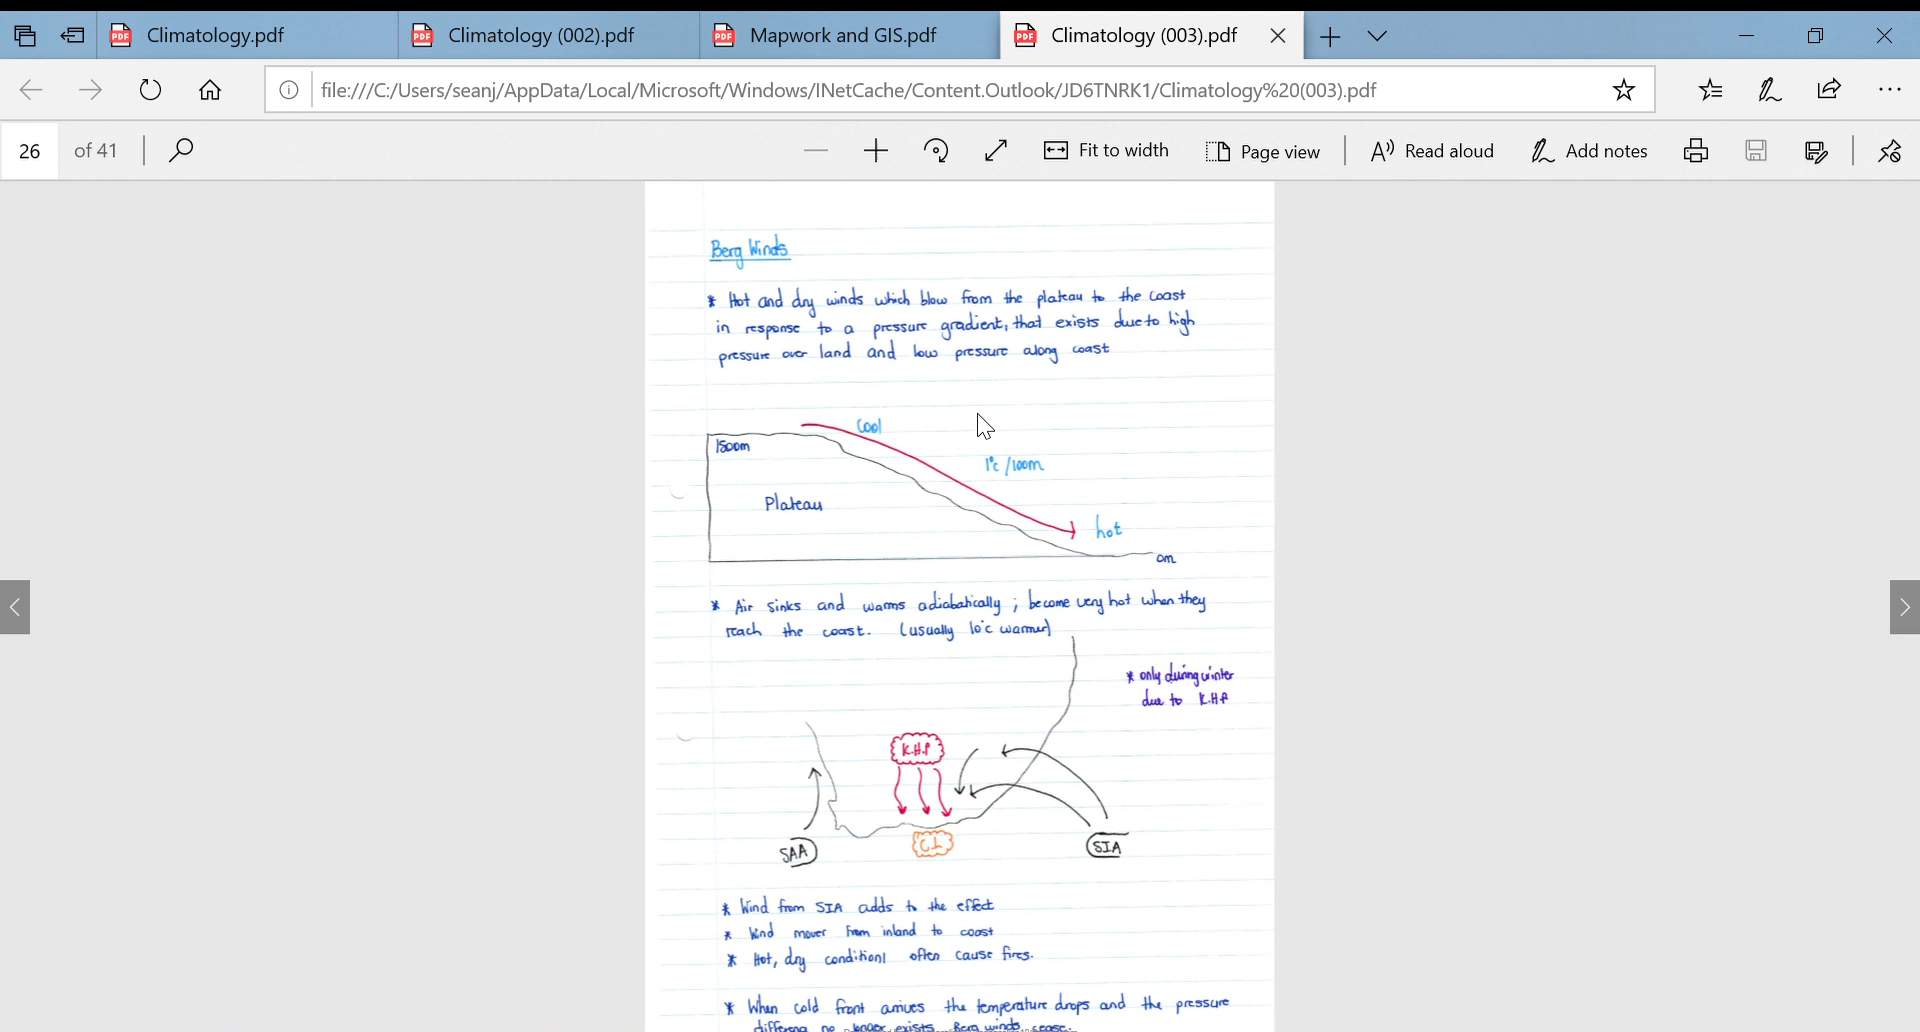 Climatology.pdf
Climatology (002).pdf
Mapwork and GIS.pdf
Climatology (003).pdf
file:///C:/Users/seanj/AppData/Local/Microsoft/Windows/INetCache/Content.Outlook/JD6TNRK1/Climatology%20(003).pdf
26 of 41
Fit to width
Page view
Read aloud
Add notes
Berg Winds
* Hot and dry winds which blow from the plateau to the coast
in response to a pressure gradient, that exists due to high
pressure over land and low pressure along coast
Cool
1500m
1°c /100m
Plateau
hot
0m
* Air sinks and warms adiabatically ; become very hot when they
reach the coast. (usually 10°c warmer)
* only during winter
due to K.H.P
K.H.P
SAA
C.L
SIA
* Wind from SIA adds to the effect
* Wind moves from inland to coast
* Hot, dry conditions often cause fires.
* When cold front arrives the temperature drops and the pressure
no longer exists. Berg winds cease.